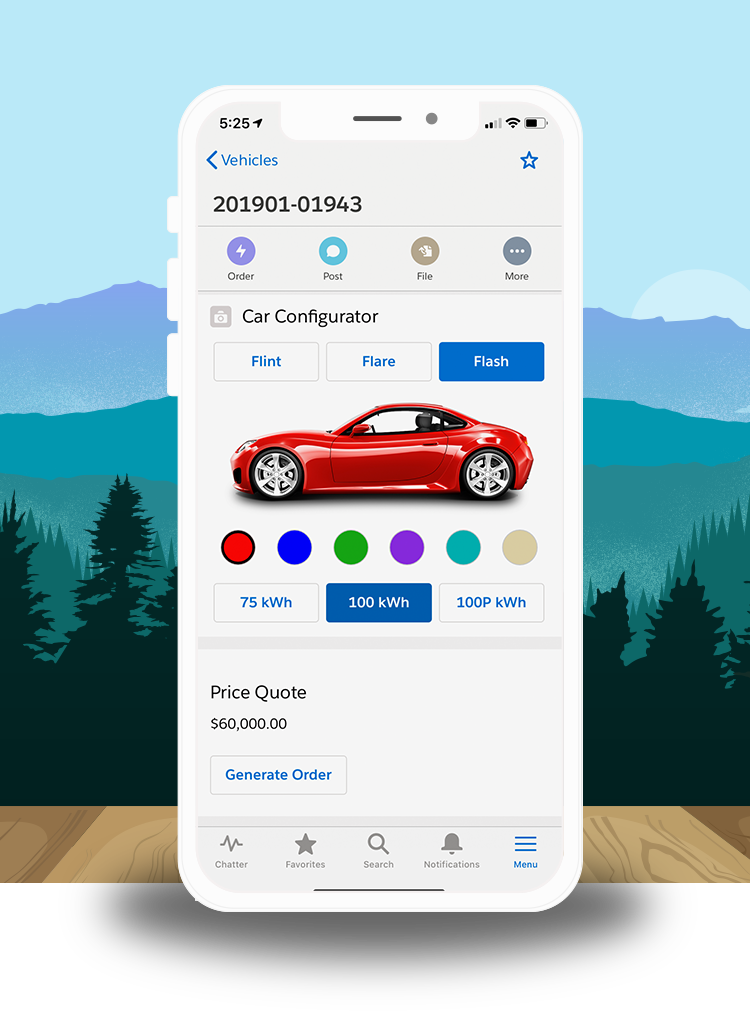 5:25
Vehicles
201901-01943
Order Post File More
Car Configurator
Flint Flare Flash
75 kWh 100 kWh 100P kWh
Price Quote
$60,000.00
Generate Order
Chatter Favorites Search Notifications Menu